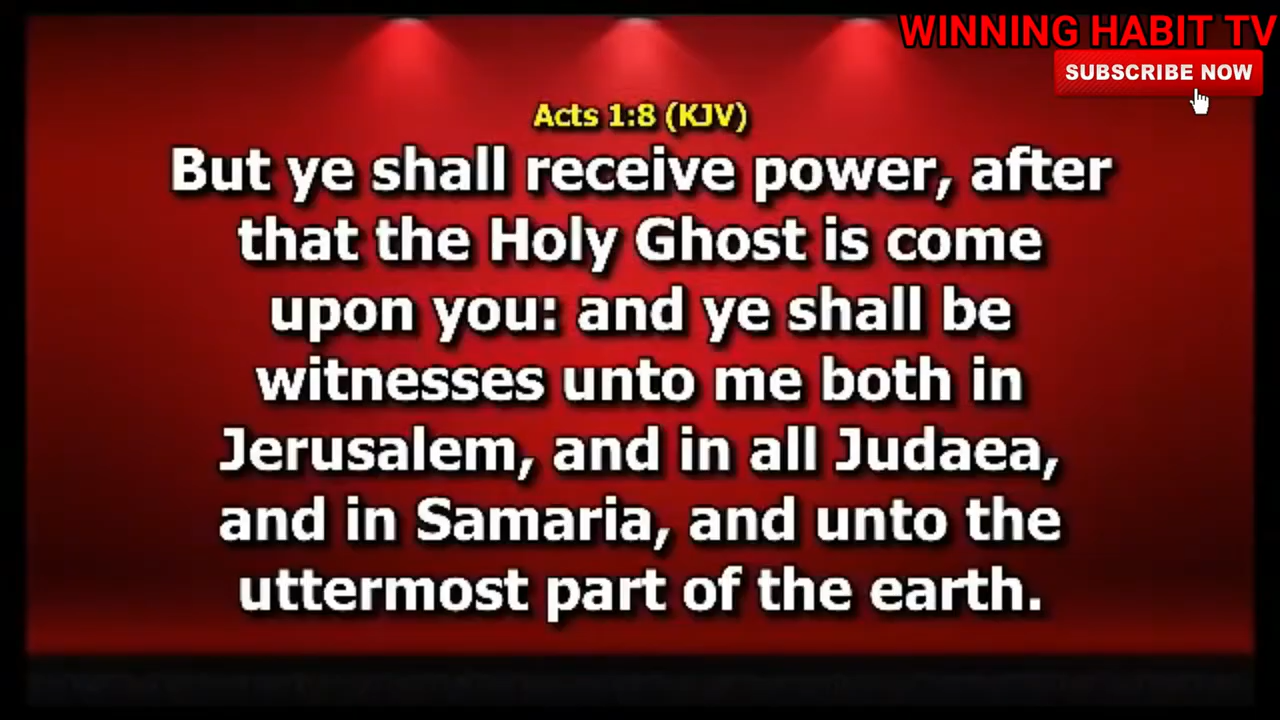 WINNING HABIT TV
SUBSCRIBE NOW
Acts 1:8 (KJV)
But ye shall receive power, after
that the Holy Ghost is come
upon you: and ye shall be
witnesses unto me both in
Jerusalem, and in all Judaea,
and in Samaria, and unto the
uttermost part of the earth.